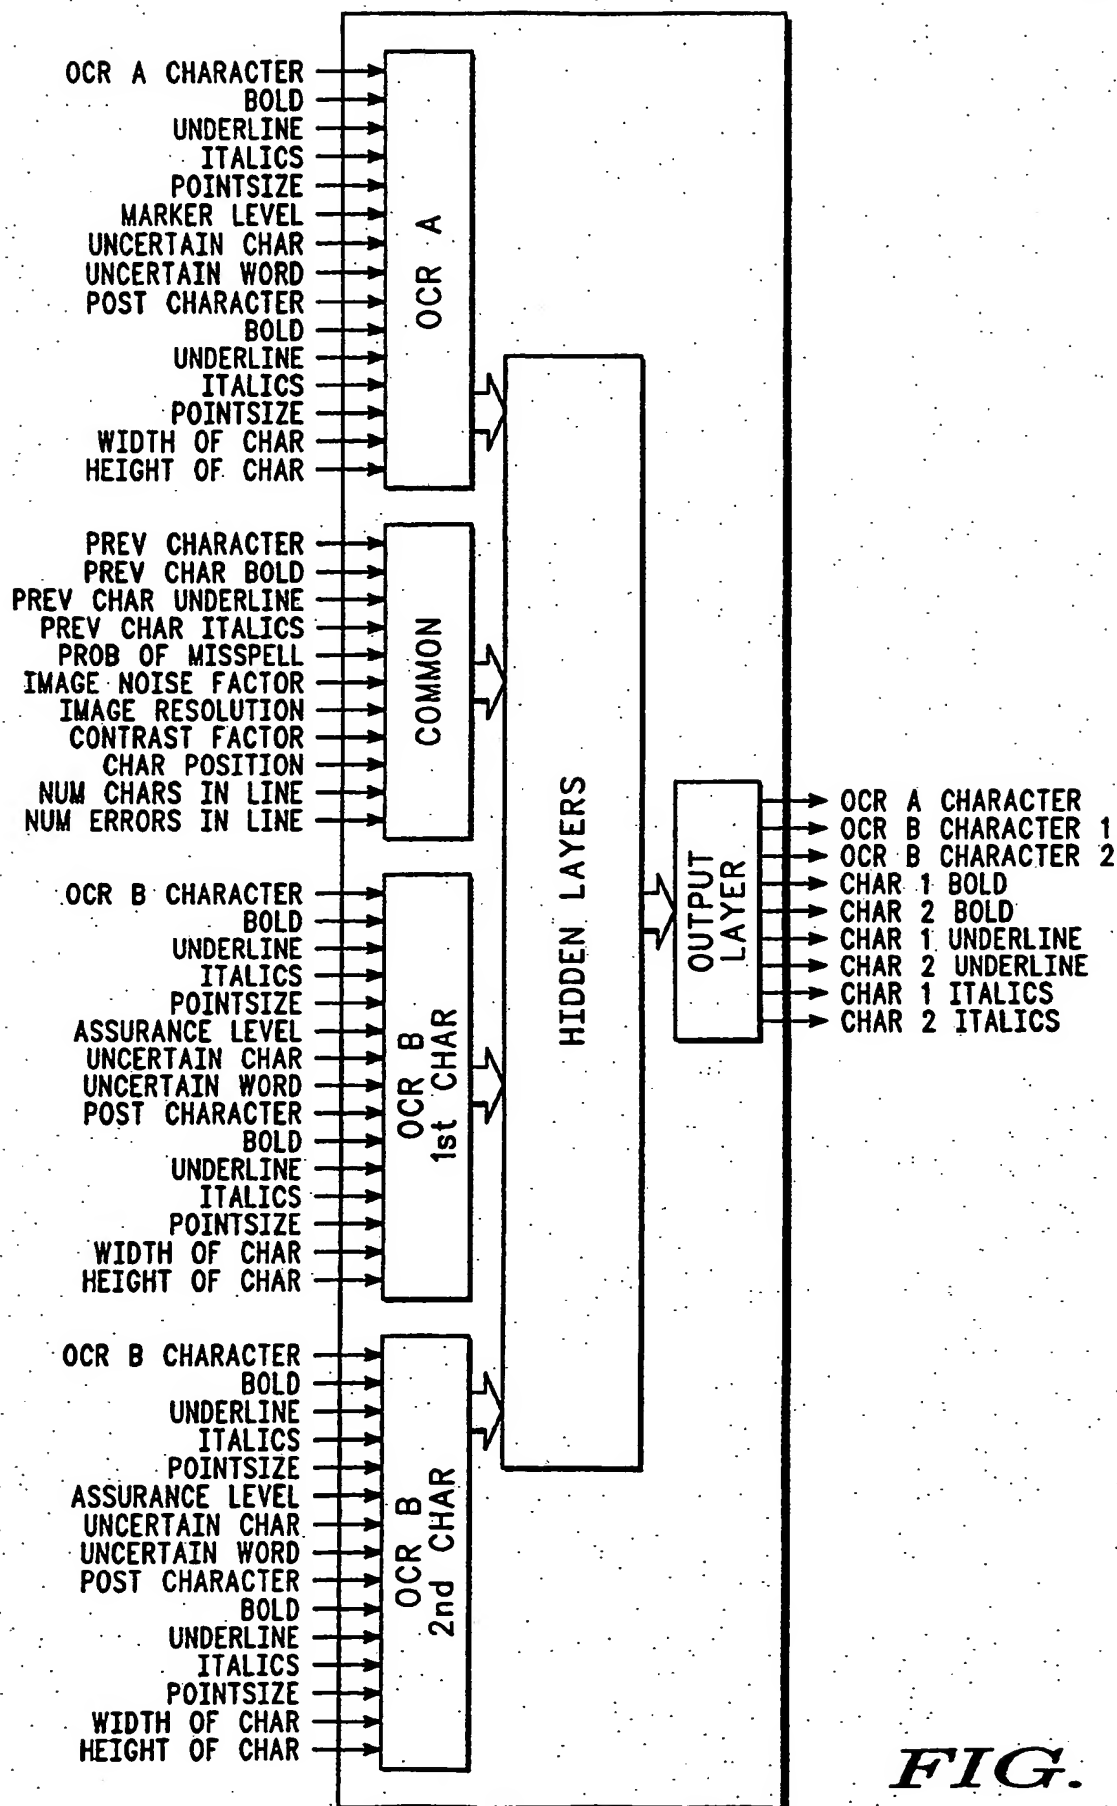 OCR A CHARACTER
BOLD
UNDERLINE
ITALICS
POINTSIZE
MARKER LEVEL
UNCERTAIN CHAR
UNCERTAIN WORD
POST CHARACTER
BOLD
UNDERLINE
ITALICS
POINTSIZE
WIDTH OF CHAR
HEIGHT OF CHAR
OCR A
PREV CHARACTER
PREV CHAR BOLD
PREV CHAR UNDERLINE
PREV CHAR ITALICS
PROB OF MISSPELL
IMAGE NOISE FACTOR
IMAGE RESOLUTION
CONTRAST FACTOR
CHAR POSITION
NUM CHARS IN LINE
NUM ERRORS IN LINE
COMMON
OCR B CHARACTER
BOLD
UNDERLINE
ITALICS
POINTSIZE
ASSURANCE LEVEL
UNCERTAIN CHAR
UNCERTAIN WORD
POST CHARACTER
BOLD
UNDERLINE
ITALICS
POINTSIZE
WIDTH OF CHAR
HEIGHT OF CHAR
OCR B
1st CHAR
OCR B CHARACTER
BOLD
UNDERLINE
ITALICS
POINTSIZE
ASSURANCE LEVEL
UNCERTAIN CHAR
UNCERTAIN WORD
POST CHARACTER
BOLD
UNDERLINE
ITALICS
POINTSIZE
WIDTH OF CHAR
HEIGHT OF CHAR
OCR B
2nd CHAR
HIDDEN LAYERS
OUTPUT
LAYER
OCR A CHARACTER
OCR B CHARACTER 1
OCR B CHARACTER 2
CHAR 1 BOLD
CHAR 2 BOLD
CHAR 1 UNDERLINE
CHAR 2 UNDERLINE
CHAR 1 ITALICS
CHAR 2 ITALICS
FIG.